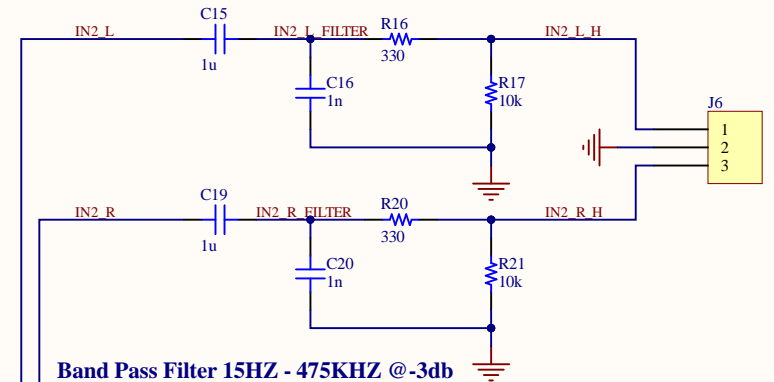 C15
IN2_L
IN2_L_FILTER
R16
IN2_L_H
1u
330
C16
1n
R17
10k
J6
1
2
3
C19
IN2_R
IN2_R_FILTER
R20
IN2_R_H
1u
330
C20
1n
R21
10k
Band Pass Filter 15HZ - 475KHZ @-3db